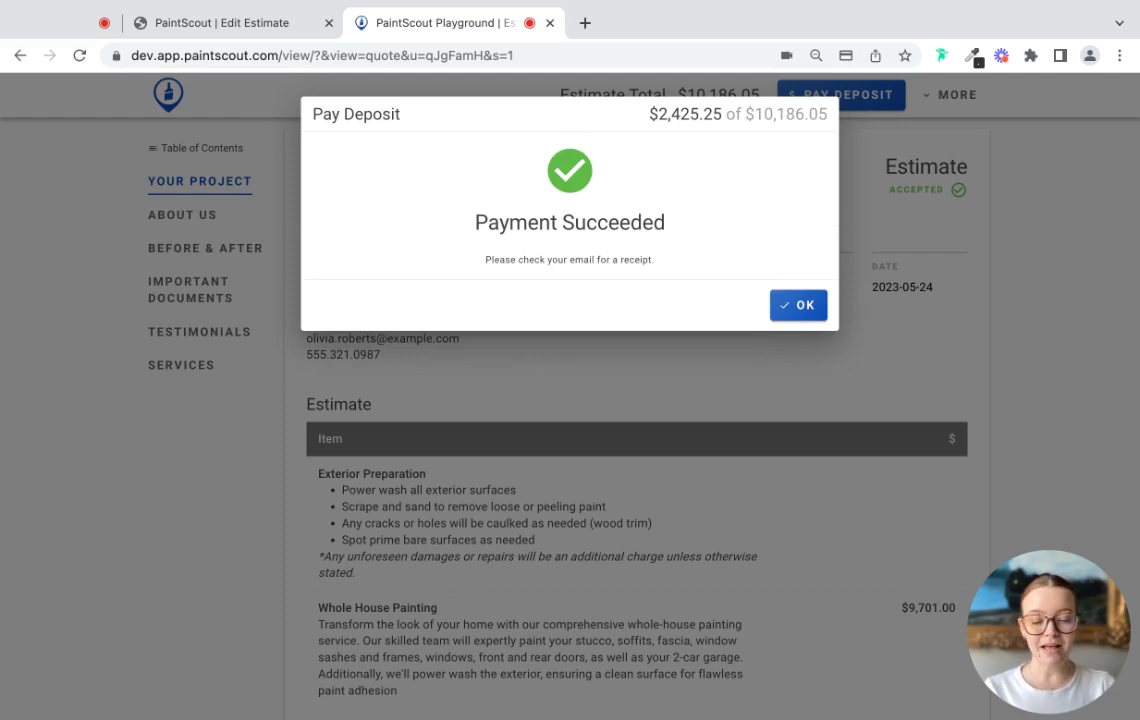 PaintScout | Edit Estimate
PaintScout Playground | Es
dev.app.paintscout.com/view/?&view=quote&u=qJgFamH&s=1
Estimate Total $10,186.05
$ PAY DEPOSIT
MORE
Pay Deposit
$2,425.25 of $10,186.05
Payment Succeeded
Please check your email for a receipt.
OK
Table of Contents
YOUR PROJECT
ABOUT US
BEFORE & AFTER
IMPORTANT
DOCUMENTS
TESTIMONIALS
SERVICES
Estimate
ACCEPTED
DATE
2023-05-24
olivia.roberts@example.com
555.321.0987
Estimate
Item $
Exterior Preparation
• Power wash all exterior surfaces
• Scrape and sand to remove loose or peeling paint
• Any cracks or holes will be caulked as needed (wood trim)
• Spot prime bare surfaces as needed
*Any unforeseen damages or repairs will be an additional charge unless otherwise
stated.
Whole House Painting $9,701.00
Transform the look of your home with our comprehensive whole-house painting
service. Our skilled team will expertly paint your stucco, soffits, fascia, window
sashes and frames, windows, front and rear doors, as well as your 2-car garage.
Additionally, we'll power wash the exterior, ensuring a clean surface for flawless
paint adhesion